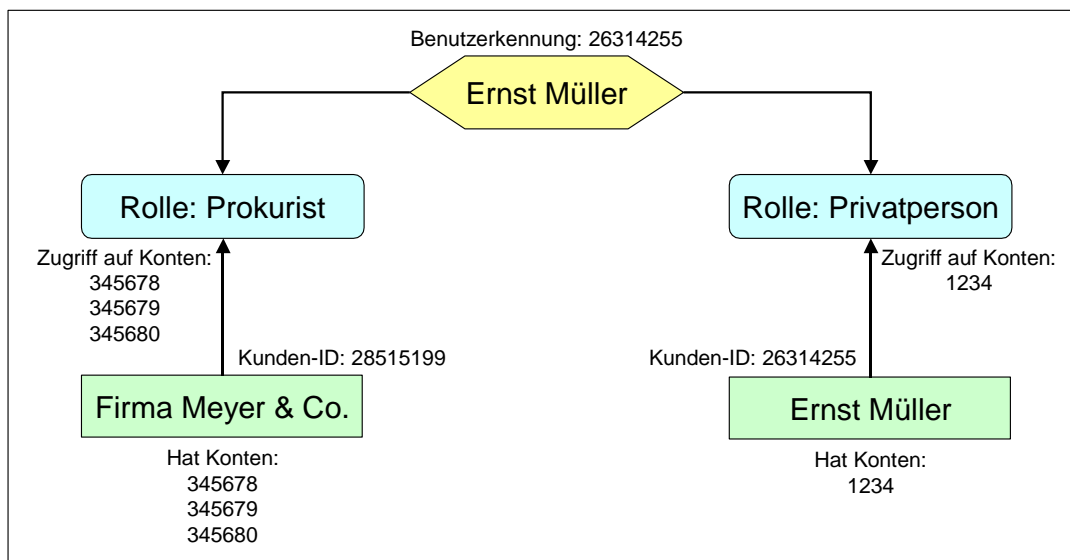 Benutzerkennung: 26314255
Ernst Müller
Rolle: Prokurist
Rolle: Privatperson
Zugriff auf Konten:
345678
345679
345680
Zugriff auf Konten:
1234
Kunden-ID: 28515199
Kunden-ID: 26314255
Firma Meyer & Co.
Ernst Müller
Hat Konten:
345678
345679
345680
Hat Konten:
1234